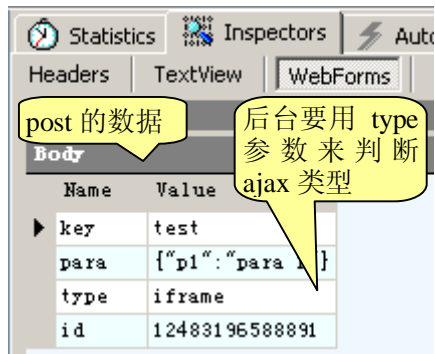 Statistics Inspectors Auto
Headers TextView WebForms
post 的数据
后台要用 type
参数来判断
ajax 类型
Body
Name Value
key test
para {"p1":"para
type iframe
id 12483196588891